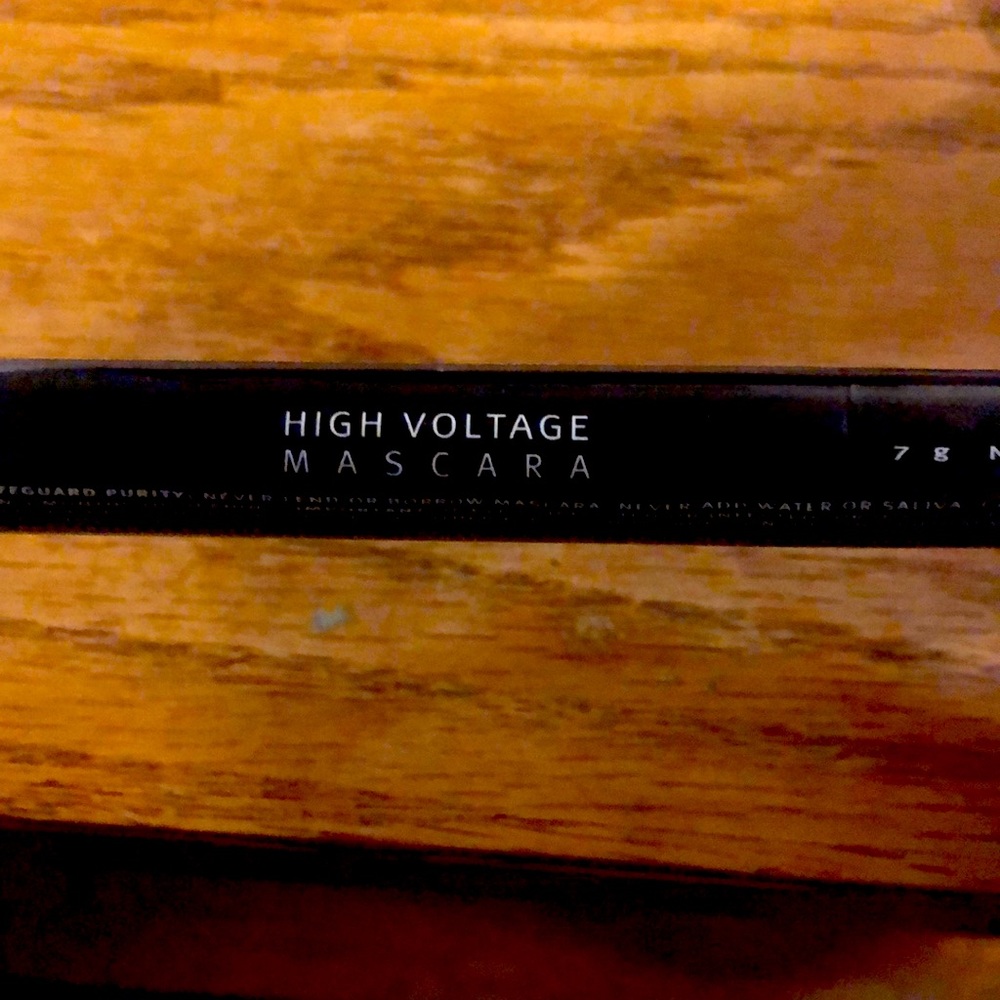 HIGH VOLTAGE
MASCARA
7 g
PURITY. NEVER LEND OR BORROW MASCARA. NEVER ADD WATER OR SALIVA